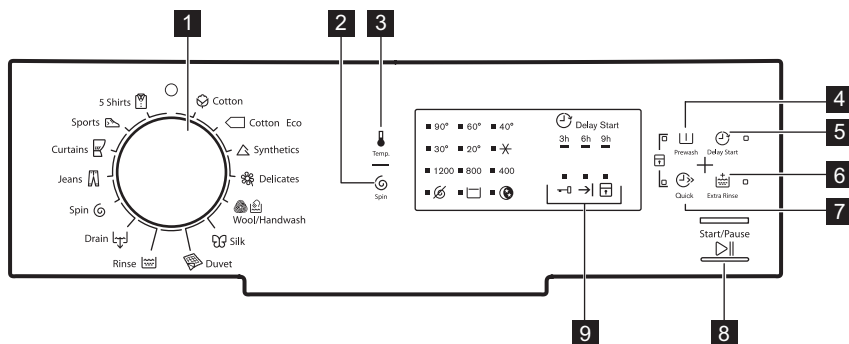 1
2
3
5 Shirts
Cotton
Sports
Cotton Eco
Curtains
Synthetics
Jeans
Delicates
Spin
Wool/Handwash
Drain
Silk
Rinse
Duvet
Temp.
Spin
90° 60° 40°
30° 20°
1200 800 400
Delay Start
3h 6h 9h
Prewash
Delay Start
Quick
Extra Rinse
Start/Pause
4
5
6
7
8
9